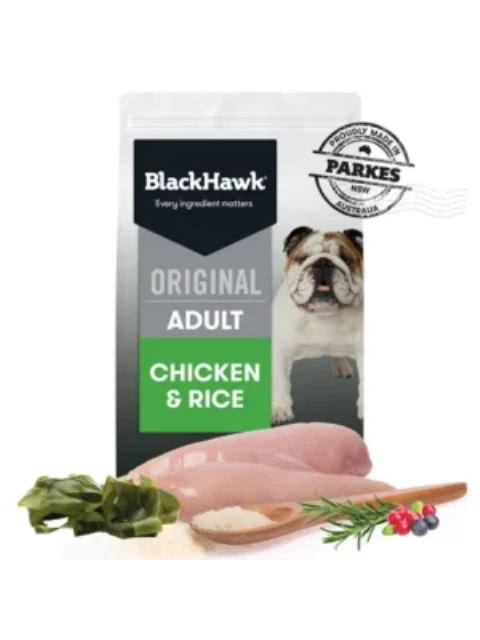 BlackHawk®
Every ingredient matters
ORIGINAL
ADULT
CHICKEN
& RICE
PROUDLY MADE IN
PARKES
NSW
AUSTRALIA